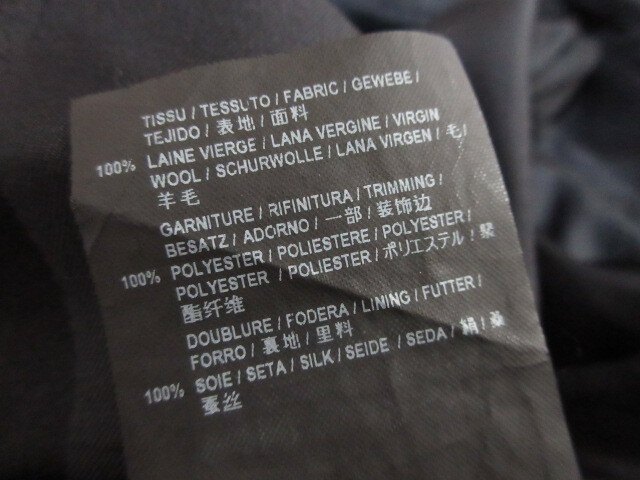 TISSU / TESSUTO / FABRIC / GEWEBE /
TEJIDO / 表地 / 面料
100% LAINE VIERGE / LANA VERGINE / VIRGIN
WOOL / SCHURWOLLE / LANA VIRGEN / 毛 /
羊毛
GARNITURE / RIFINITURA / TRIMMING /
BESATZ / ADORNO / 一部 / 装饰边
100% POLYESTER / POLIESTERE / POLYESTER /
POLYESTER / POLIESTER / ポリエステル / 聚
酯纤维
DOUBLURE / FODERA / LINING / FUTTER /
FORRO / 裏地 / 里料
100% SOIE / SETA / SILK / SEIDE / SEDA / 絹 / 桑
蚕丝